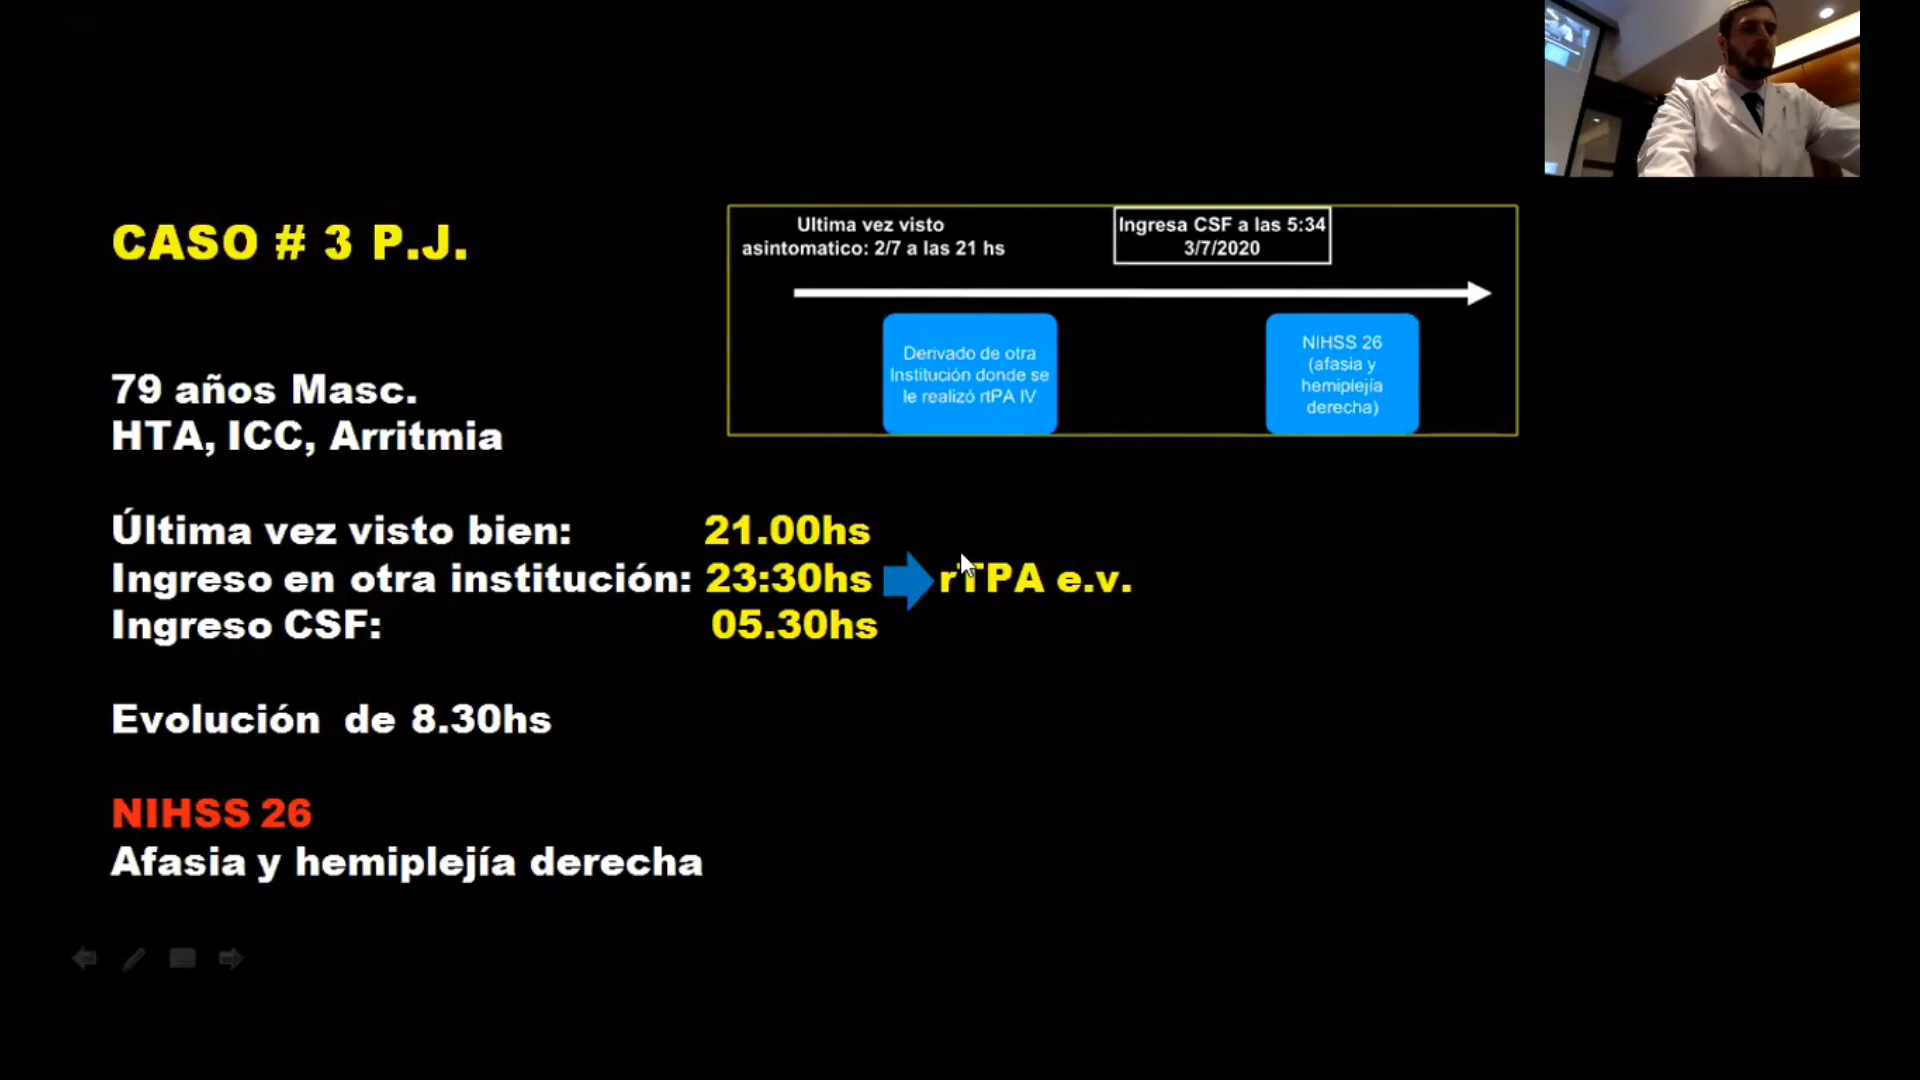 CASO # 3 P.J.
Ultima vez visto
asintomatico: 2/7 a las 21 hs
Ingresa CSF a las 5:34
3/7/2020
Derivado de otra
Institución donde se
le realizó rtPA IV
NIHSS 26
(afasia y
hemiplejía
derecha)
79 años Masc.
HTA, ICC, Arritmia
Última vez visto bien: 21.00hs
Ingreso en otra institución: 23:30hs rTPA e.v.
Ingreso CSF: 05.30hs
Evolución de 8.30hs
NIHSS 26
Afasia y hemiplejía derecha